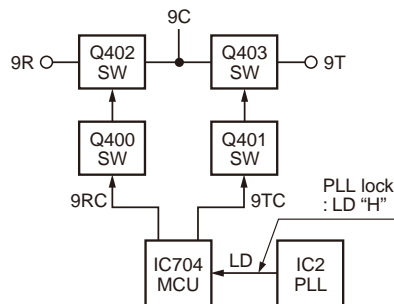 9C
9R
Q402
SW
Q403
SW
9T
Q400
SW
Q401
SW
9RC
9TC
PLL lock
: LD “H”
IC704
MCU
LD
IC2
PLL